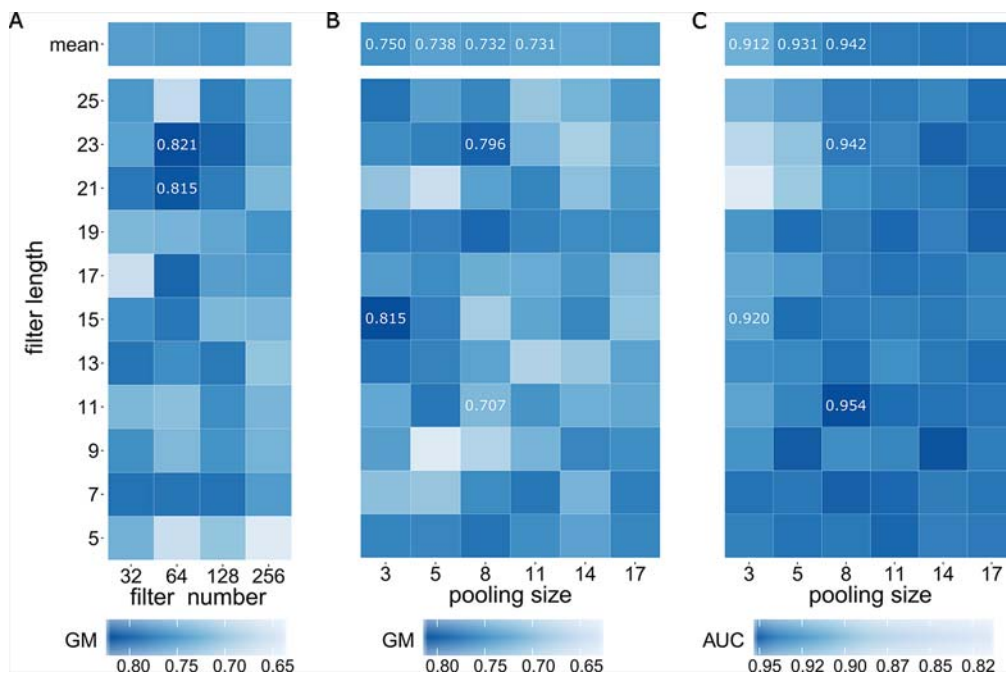 A B C
mean 0.750 0.738 0.732 0.731 0.912 0.931 0.942
25
23 0.821 0.796 0.942
21 0.815
19
17
15 0.815 0.920
13
11 0.707 0.954
9
7
5
filter length
32 64 128 256 3 5 8 11 14 17 3 5 8 11 14 17
filter number pooling size pooling size
GM GM AUC
0.80 0.75 0.70 0.65 0.80 0.75 0.70 0.65 0.95 0.92 0.90 0.87 0.85 0.82